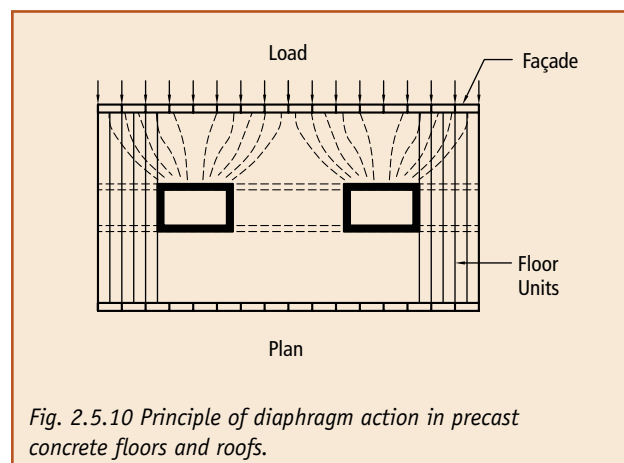 Load
Façade
Floor
Units
Plan
Fig. 2.5.10 Principle of diaphragm action in precast
concrete floors and roofs.